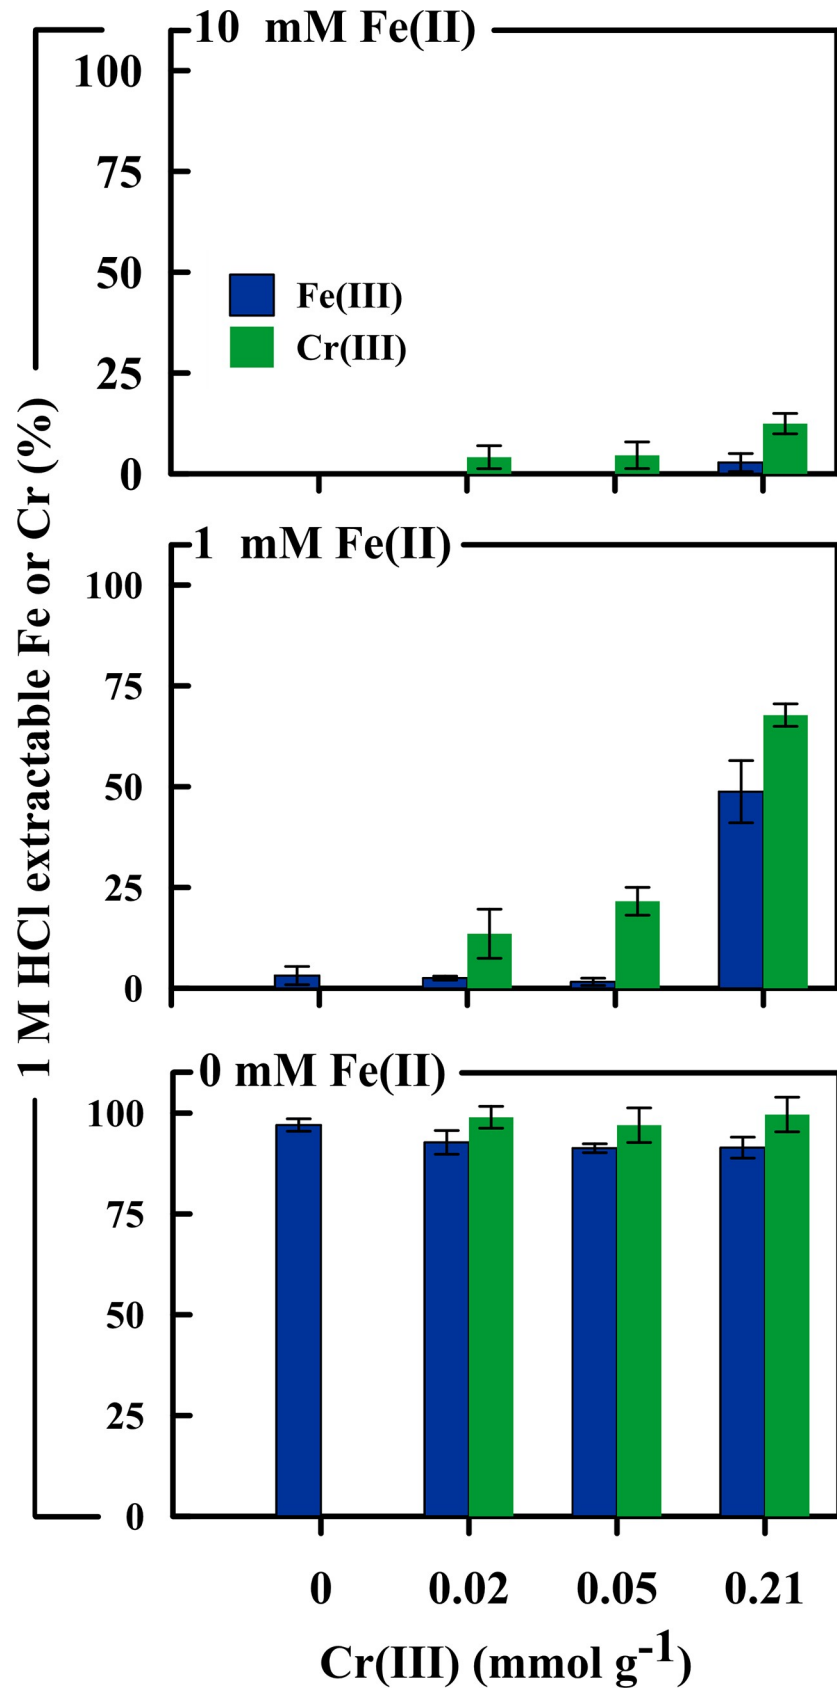 10 mM Fe(II)
100
75
50
25
0
Fe(III)
Cr(III)
1 M HCl extractable Fe or Cr (%)
1 mM Fe(II)
100
75
50
25
0
0 mM Fe(II)
100
75
50
25
0
0 0.02 0.05 0.21
Cr(III) (mmol g⁻¹)